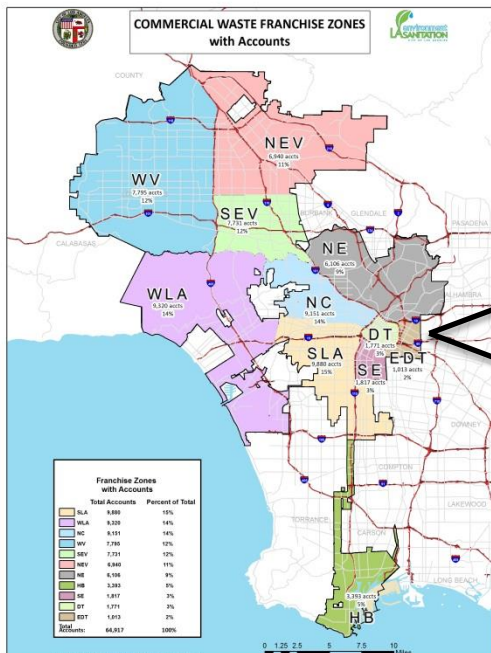 COMMERCIAL WASTE FRANCHISE ZONES
with Accounts
environment
LASANITATION
COUNTY
NEV
6,940 accts
11%
WV
7,795 accts
12%
SEV
7,731 accts
12%
BURBANK
GLENDALE
PASADENA
CALABASAS
NE
6,106 accts
9%
ALHAMBRA
WLA
9,320 accts
14%
NC
9,151 accts
14%
DT
1,771 accts
3%
SLA
9,880 accts
15%
SE
1,817 accts
3%
EDT
1,013 accts
2%
DOWNEY
COMPTON
LAKEWOOD
TORRANCE
CARSON
LONG BEACH
3,393 accts
5%
HB
Franchise Zones
with Accounts
Total Accounts Percent of Total
SLA 9,880 15%
WLA 9,320 14%
NC 9,151 14%
WV 7,795 12%
SEV 7,731 12%
NEV 6,940 11%
NE 6,106 9%
HB 3,393 5%
SE 1,817 3%
DT 1,771 3%
EDT 1,013 2%
Total
Accounts: 64,917 100%
0 1.25 2.5 5 7.5 10
Miles